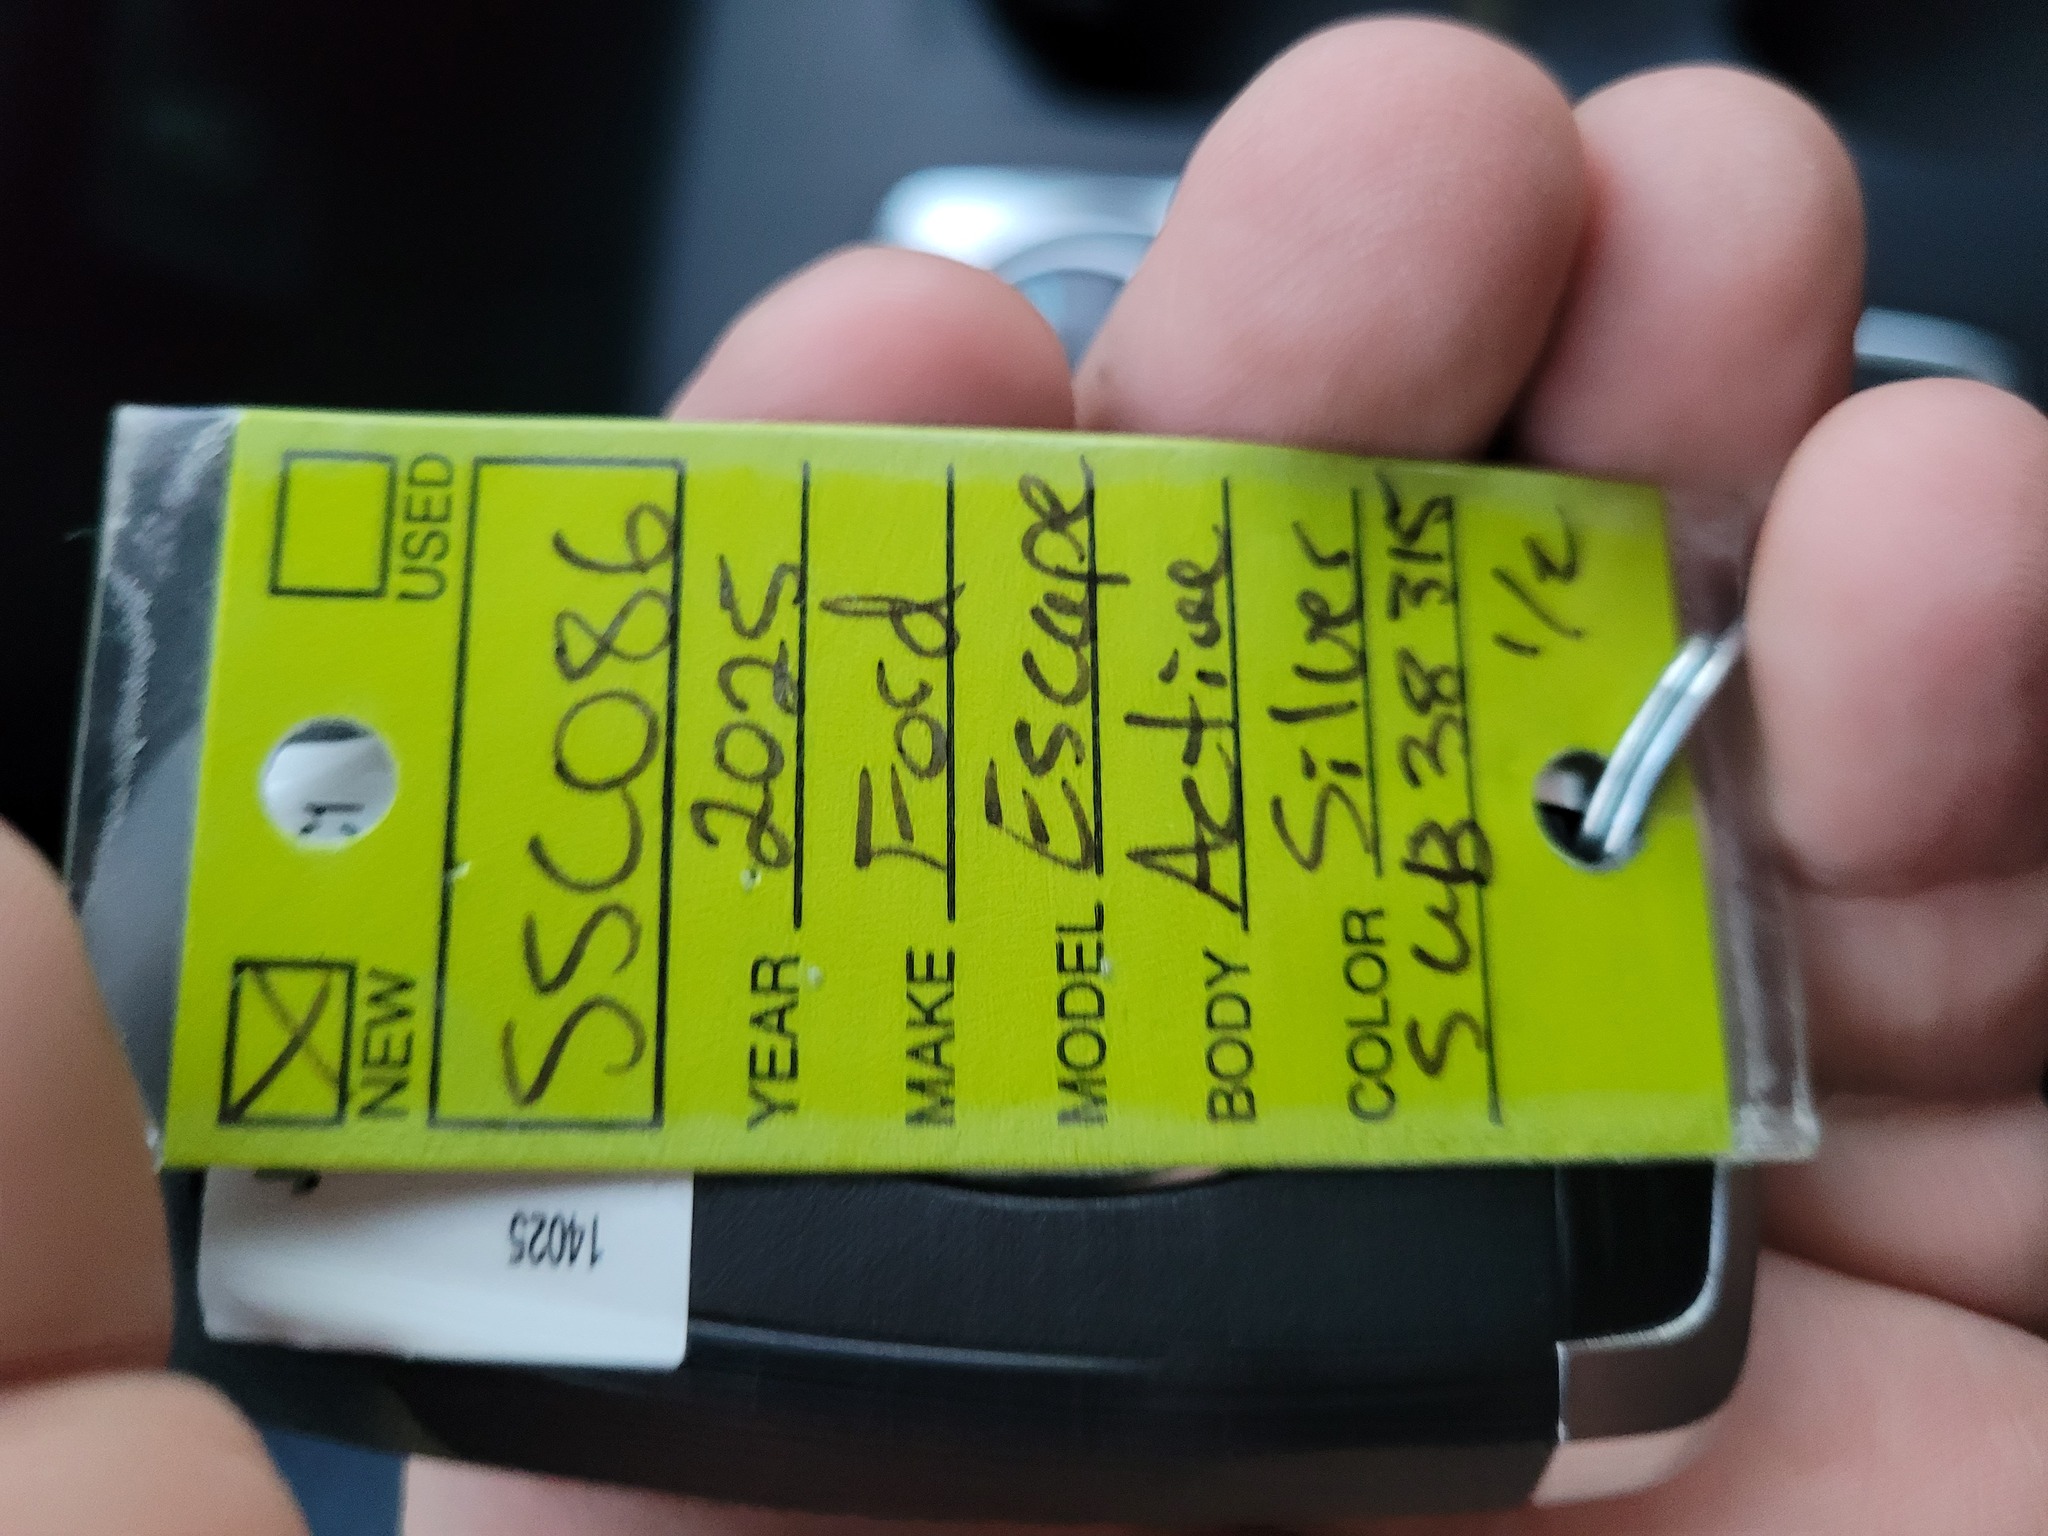 NEW USED
SSC086
YEAR 2025
MAKE Ford
MODEL Escape
BODY Active
COLOR Silver
SUB38315
1/2
14025